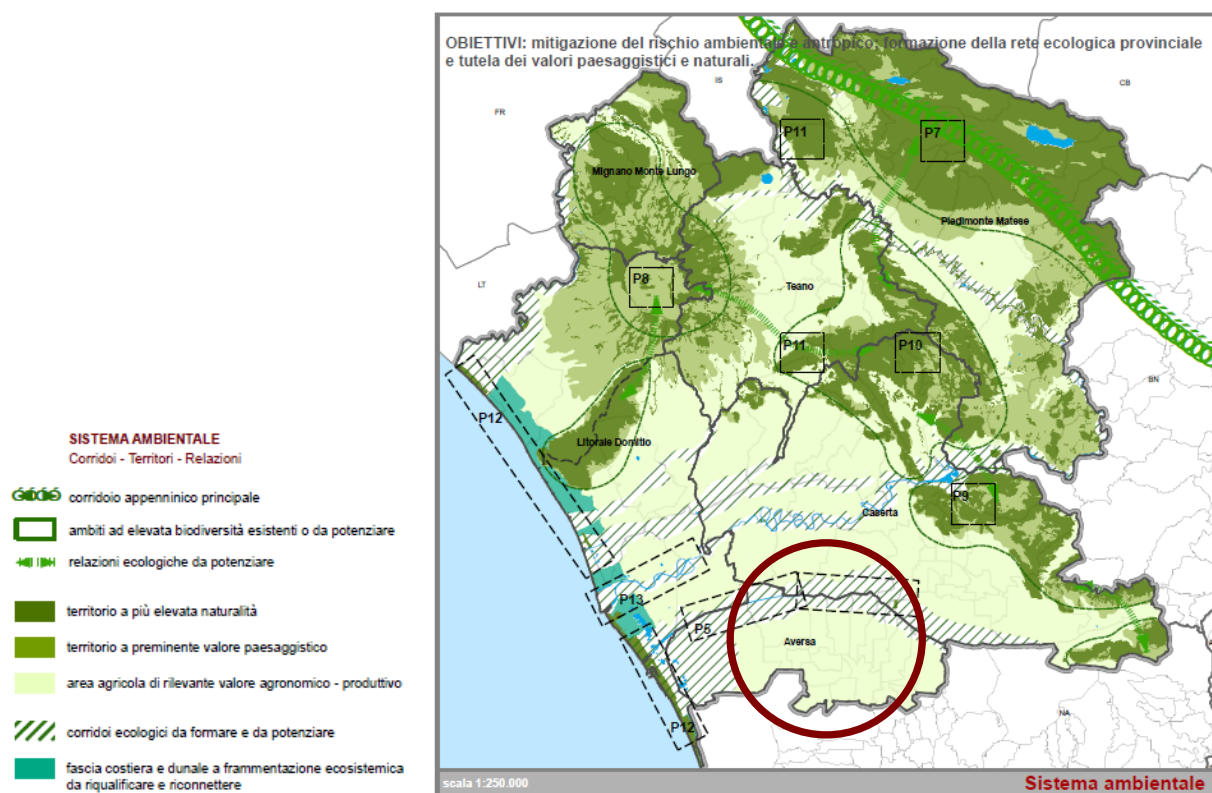 OBIETTIVI: mitigazione del rischio ambientale e antropico; formazione della rete ecologica provinciale
e tutela dei valori paesaggistici e naturali.
IS
CB
FR
P11
P7
Mignano Monte Lungo
Piedimonte Matese
LT
P8
Teano
P11
P10
BN
P12
Litorale Domitio
P9
Caserta
P13
P5
Aversa
NA
P12
SISTEMA AMBIENTALE
Corridoi - Territori - Relazioni
corridoio appenninico principale
ambiti ad elevata biodiversità esistenti o da potenziare
relazioni ecologiche da potenziare
territorio a più elevata naturalità
territorio a preminente valore paesaggistico
area agricola di rilevante valore agronomico - produttivo
corridoi ecologici da formare e da potenziare
fascia costiera e dunale a frammentazione ecosistemica
da riqualificare e riconnettere
scala 1:250.000
Sistema ambientale